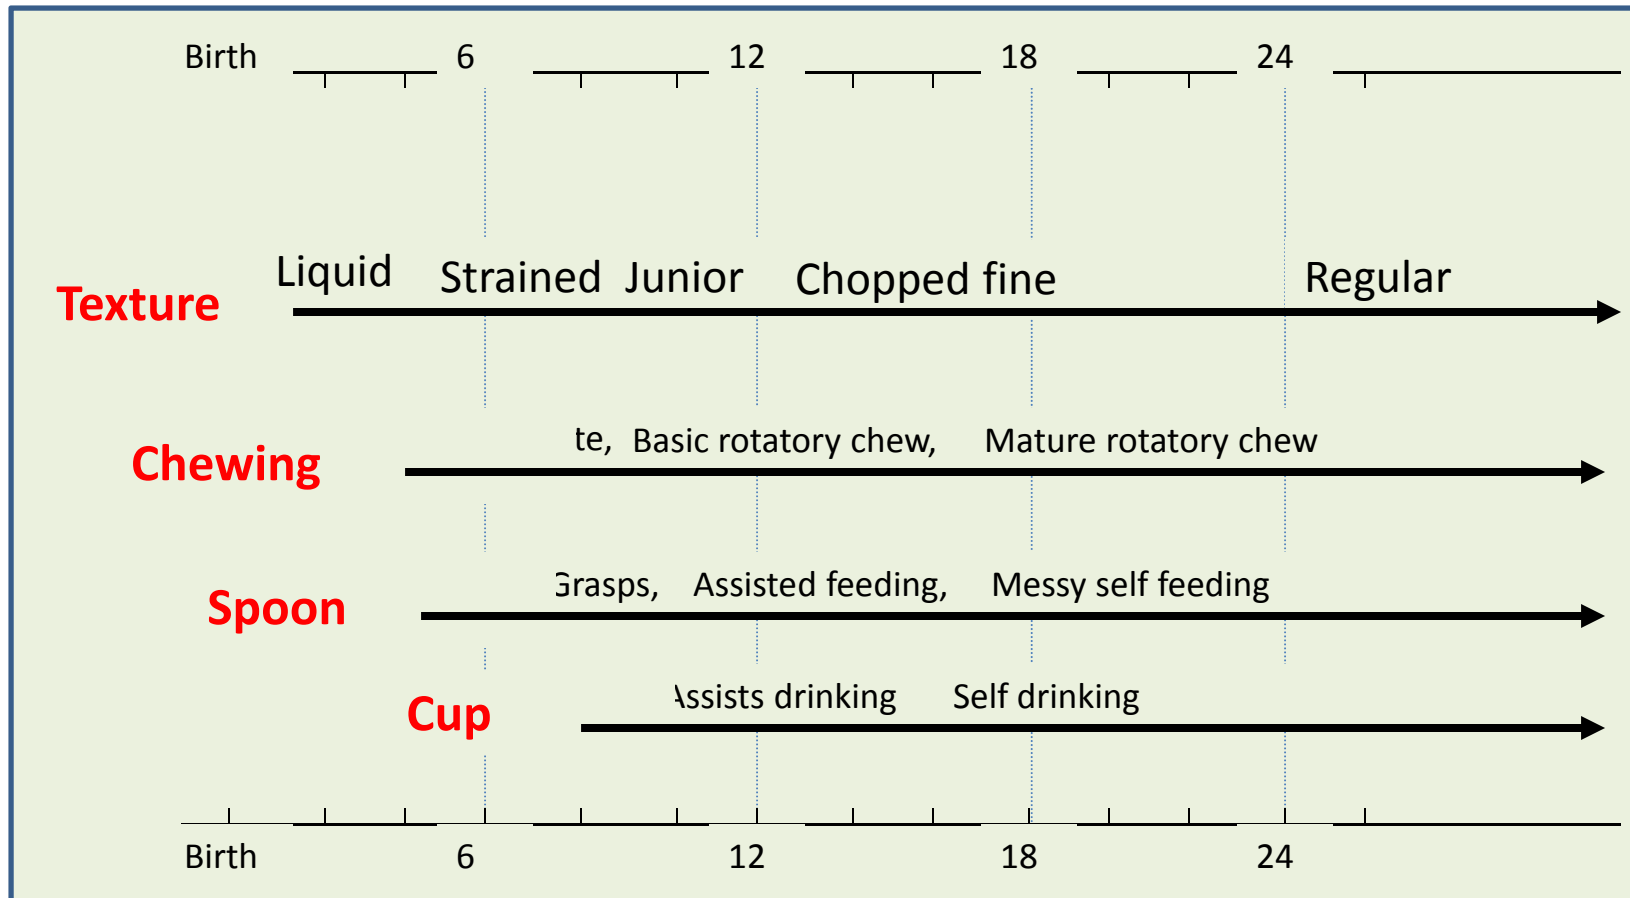 Birth 6 12 18 24
Liquid Strained Junior Chopped fine Regular
Texture
te, Basic rotatory chew, Mature rotatory chew
Chewing
Grasps, Assisted feeding, Messy self feeding
Spoon
Assists drinking Self drinking
Cup
Birth 6 12 18 24